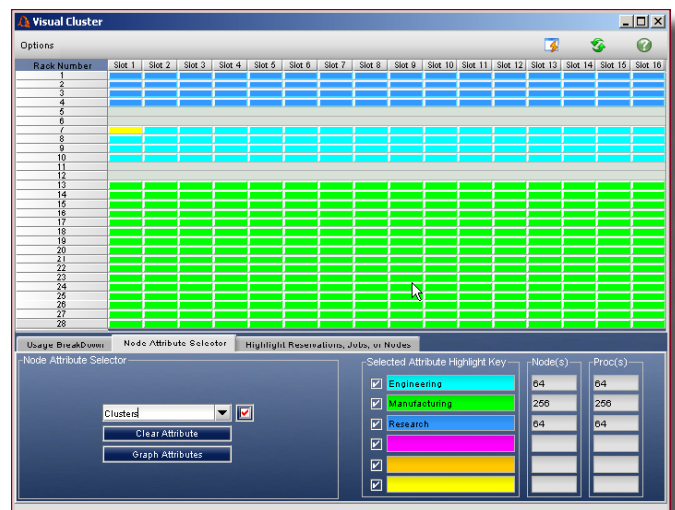 Visual Cluster
Options
Rack Number Slot 1 Slot 2 Slot 3 Slot 4 Slot 5 Slot 6 Slot 7 Slot 8 Slot 9 Slot 10 Slot 11 Slot 12 Slot 13 Slot 14 Slot 15 Slot 16
1
2
3
4
5
6
7
8
9
10
11
12
13
14
15
16
17
18
19
20
21
22
23
24
25
26
27
28
Usage BreakDown Node Attribute Selector Highlight Reservations, Jobs, or Nodes
Node Attribute Selector
Clusters
Clear Attribute
Graph Attributes
Selected Attribute Highlight Key Node(s) Proc(s)
Engineering 64 64
Manufacturing 256 256
Research 64 64